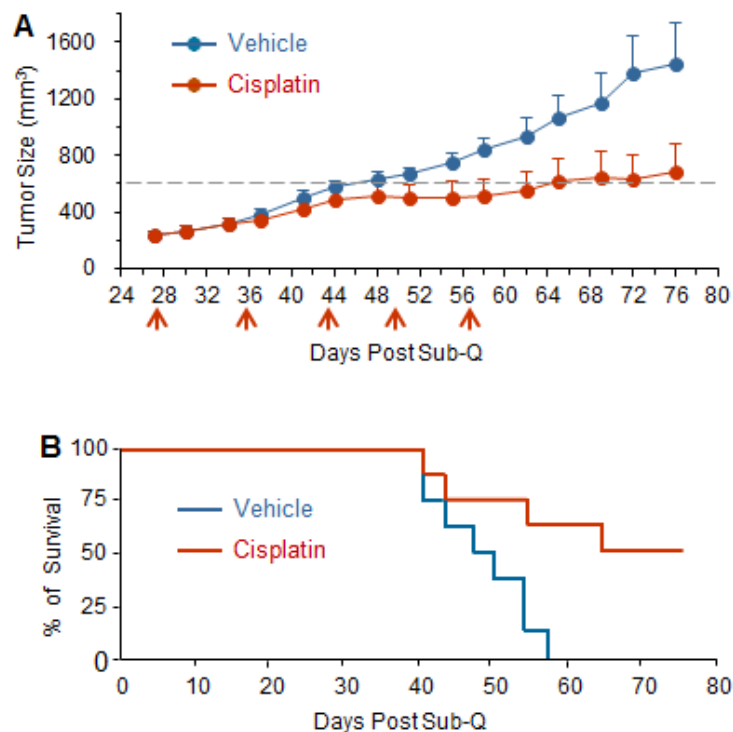 A
Vehicle
Cisplatin
Tumor Size (mm³)
1600
1200
800
400
0
24 28 32 36 40 44 48 52 56 60 64 68 72 76 80
Days Post Sub-Q
B
Vehicle
Cisplatin
% of Survival
100
75
50
25
0
0 10 20 30 40 50 60 70 80
Days Post Sub-Q